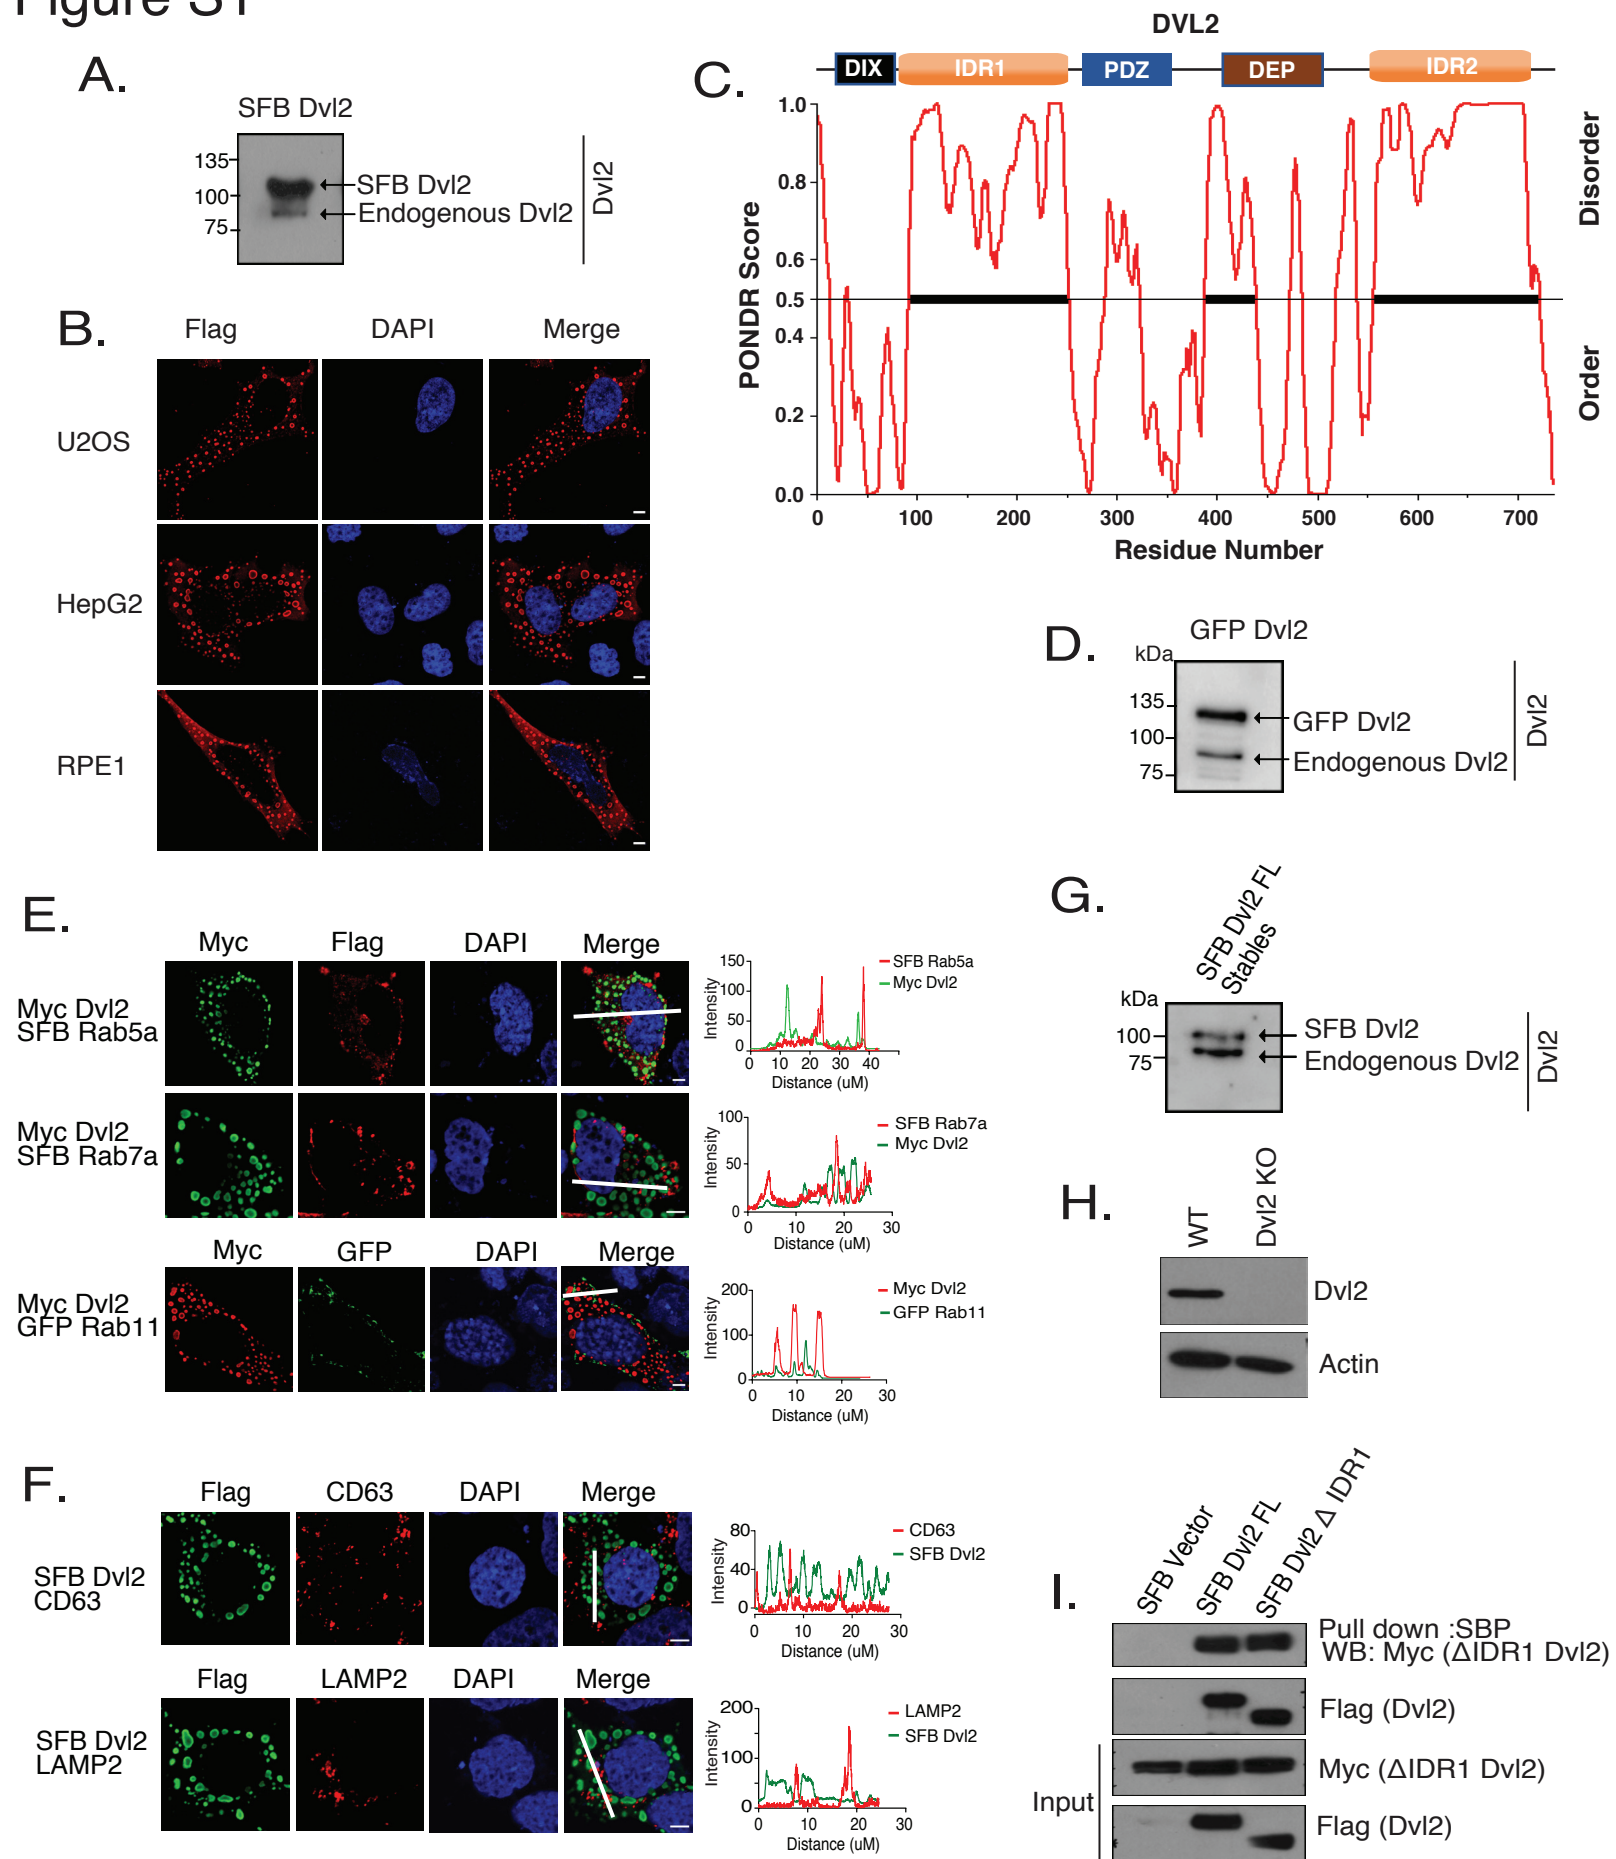 Figure S1
A.
SFB Dvl2
135
100
75
SFB Dvl2
Endogenous Dvl2
Dvl2
B.
Flag DAPI Merge
U2OS
HepG2
RPE1
C.
DVL2
DIX IDR1 PDZ DEP IDR2
1.0
0.8
0.6
0.5
0.4
0.2
0.0
PONDR Score
Disorder
Order
0 100 200 300 400 500 600 700
Residue Number
D.
GFP Dvl2
kDa
135
100
75
GFP Dvl2
Endogenous Dvl2
Dvl2
E.
Myc Flag DAPI Merge
Myc Dvl2
SFB Rab5a
150
100
50
0
Intensity
SFB Rab5a
Myc Dvl2
0 10 20 30 40
Distance (uM)
Myc Dvl2
SFB Rab7a
100
50
0
Intensity
SFB Rab7a
Myc Dvl2
0 10 20 30
Distance (uM)
Myc GFP DAPI Merge
Myc Dvl2
GFP Rab11
200
100
0
Intensity
Myc Dvl2
GFP Rab11
0 10 20 30
Distance (uM)
F.
Flag CD63 DAPI Merge
SFB Dvl2
CD63
80
40
0
Intensity
CD63
SFB Dvl2
0 10 20 30
Distance (uM)
Flag LAMP2 DAPI Merge
SFB Dvl2
LAMP2
200
100
0
Intensity
LAMP2
SFB Dvl2
0 10 20 30
Distance (uM)
G.
SFB Dvl2 FL
Stables
kDa
100
75
SFB Dvl2
Endogenous Dvl2
Dvl2
H.
WT Dvl2 KO
Dvl2
Actin
I.
SFB Vector
SFB Dvl2 FL
SFB Dvl2 Δ IDR1
Pull down :SBP
WB: Myc (ΔIDR1 Dvl2)
Flag (Dvl2)
Input
Myc (ΔIDR1 Dvl2)
Flag (Dvl2)